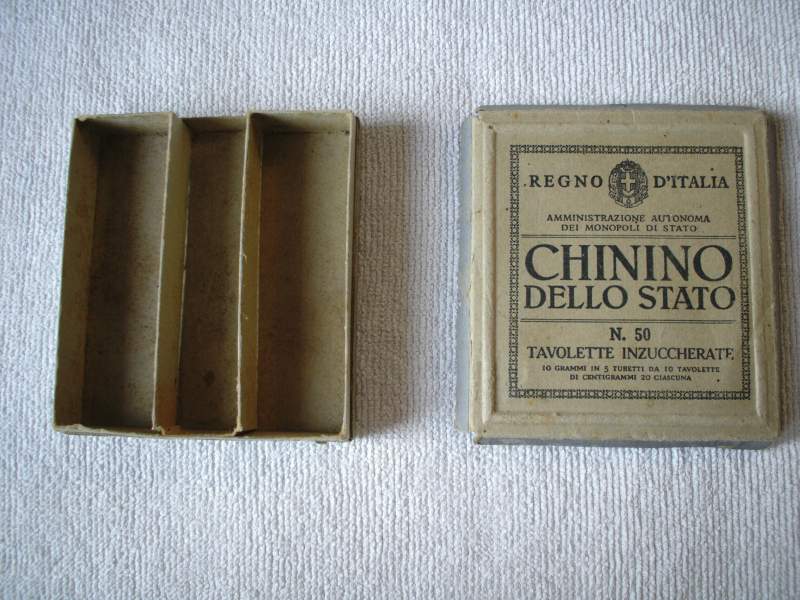 REGNO D'ITALIA
AMMINISTRAZIONE AUTONOMA
DEI MONOPOLI DI STATO
CHININO
DELLO STATO
N. 50
TAVOLETTE INZUCCHERATE
10 GRAMMI IN 5 TUBETTI DA 10 TAVOLETTE
DI CENTIGRAMMI 20 CIASCUNA